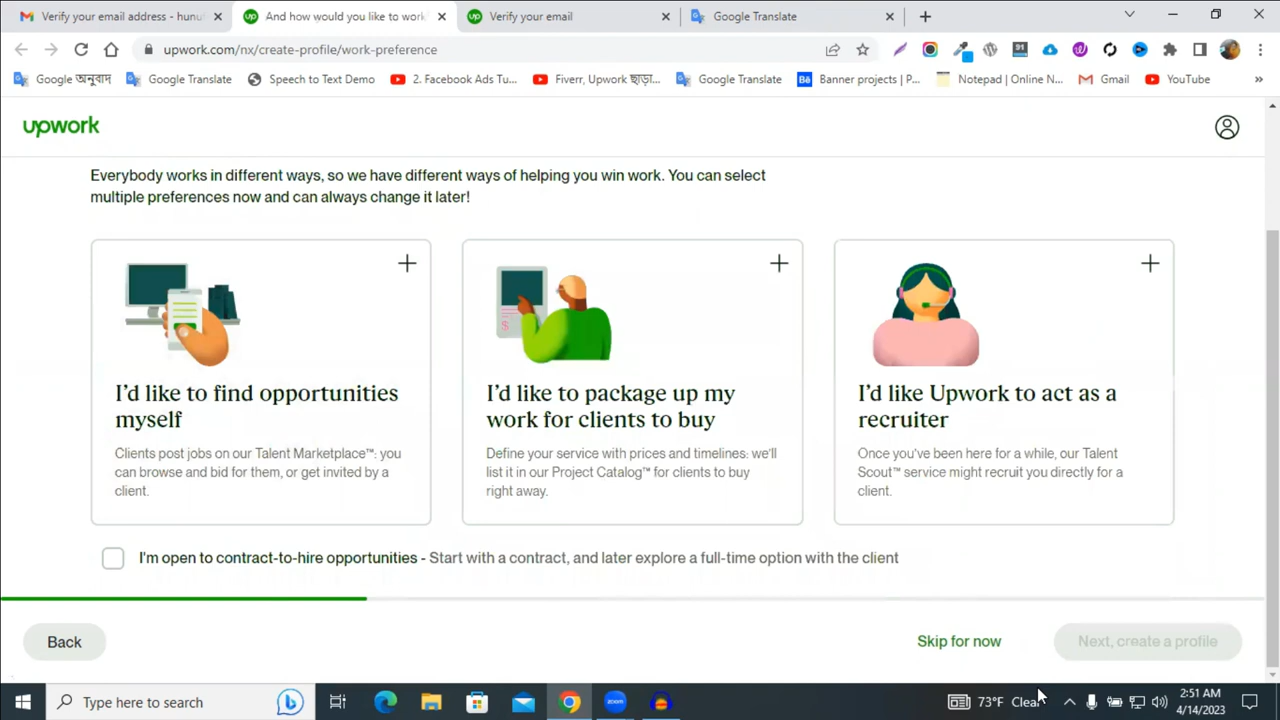 Verify your email address - hunut
And how would you like to work
Verify your email
Google Translate
upwork.com/nx/create-profile/work-preference
91
Google অনুবাদ
Google Translate
Speech to Text Demo
2. Facebook Ads Tu...
Fiverr, Upwork ছাড়া...
Google Translate
Bē Banner projects | P...
Notepad | Online N...
Gmail
YouTube
»
upwork
Everybody works in different ways, so we have different ways of helping you win work. You can select
multiple preferences now and can always change it later!
I'd like to find opportunities
myself
Clients post jobs on our Talent Marketplace™: you
can browse and bid for them, or get invited by a
client.
$
I'd like to package up my
work for clients to buy
Define your service with prices and timelines: we'll
list it in our Project Catalog™ for clients to buy
right away.
I'd like Upwork to act as a
recruiter
Once you've been here for a while, our Talent
Scout™ service might recruit you directly for a
client.
I'm open to contract-to-hire opportunities - Start with a contract, and later explore a full-time option with the client
Back
Skip for now
Next, create a profile
Type here to search
zoom
73°F Clear
2:51 AM
4/14/2023